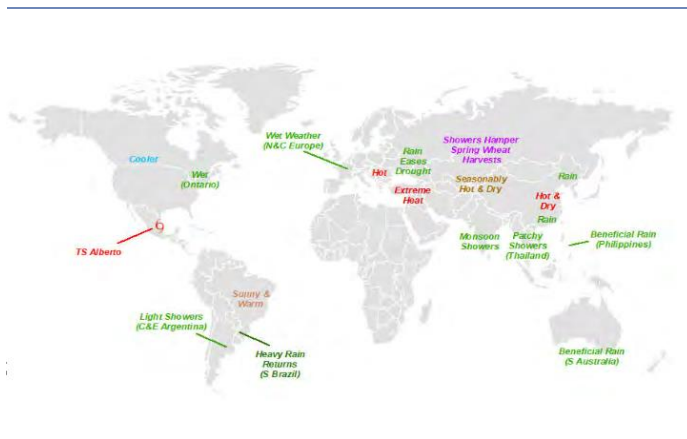 Cooler
Wet
(Ontario)
TS Alberto
Wet Weather
(N&C Europe)
Hot
Rain
Eases
Drought
Extreme
Heat
Showers Hamper
Spring Wheat
Harvests
Seasonably
Hot & Dry
Rain
Hot &
Dry
Rain
Monsoon
Showers
Patchy
Showers
(Thailand)
Beneficial Rain
(Philippines)
Sunny &
Warm
Light Showers
(C&E Argentina)
Heavy Rain
Returns
(S Brazil)
Beneficial Rain
(S Australia)